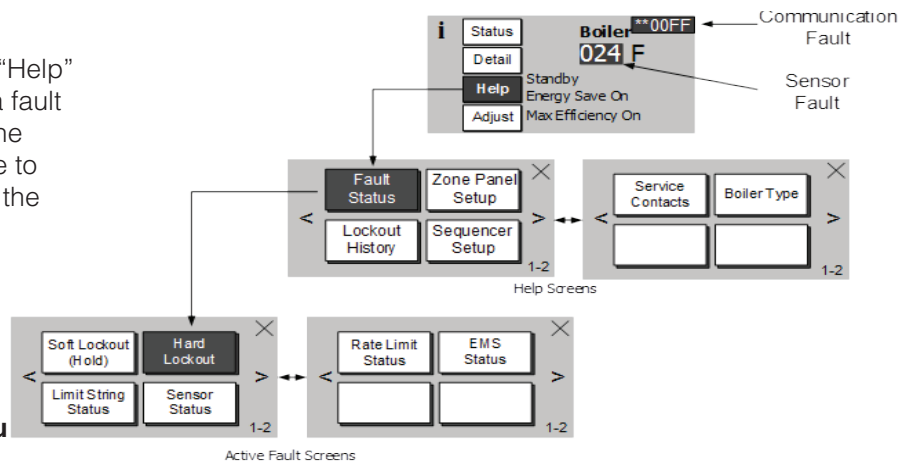 Communication
Fault
i
Status
Boiler
**00FF
024 F
Detail
Sensor
Fault
Help
Standby
Energy Save On
Adjust
Max Efficiency On
"Help"
fault
to
the
Fault
Status
Zone Panel
Setup
Lockout
History
Sequencer
Setup
< >
1-2
Service
Contacts
Boiler Type
< >
1-2
Help Screens
Soft Lockout
(Hold)
Hard
Lockout
Limit String
Status
Sensor
Status
< >
1-2
Rate Limit
Status
EMS
Status
< >
1-2
Active Fault Screens